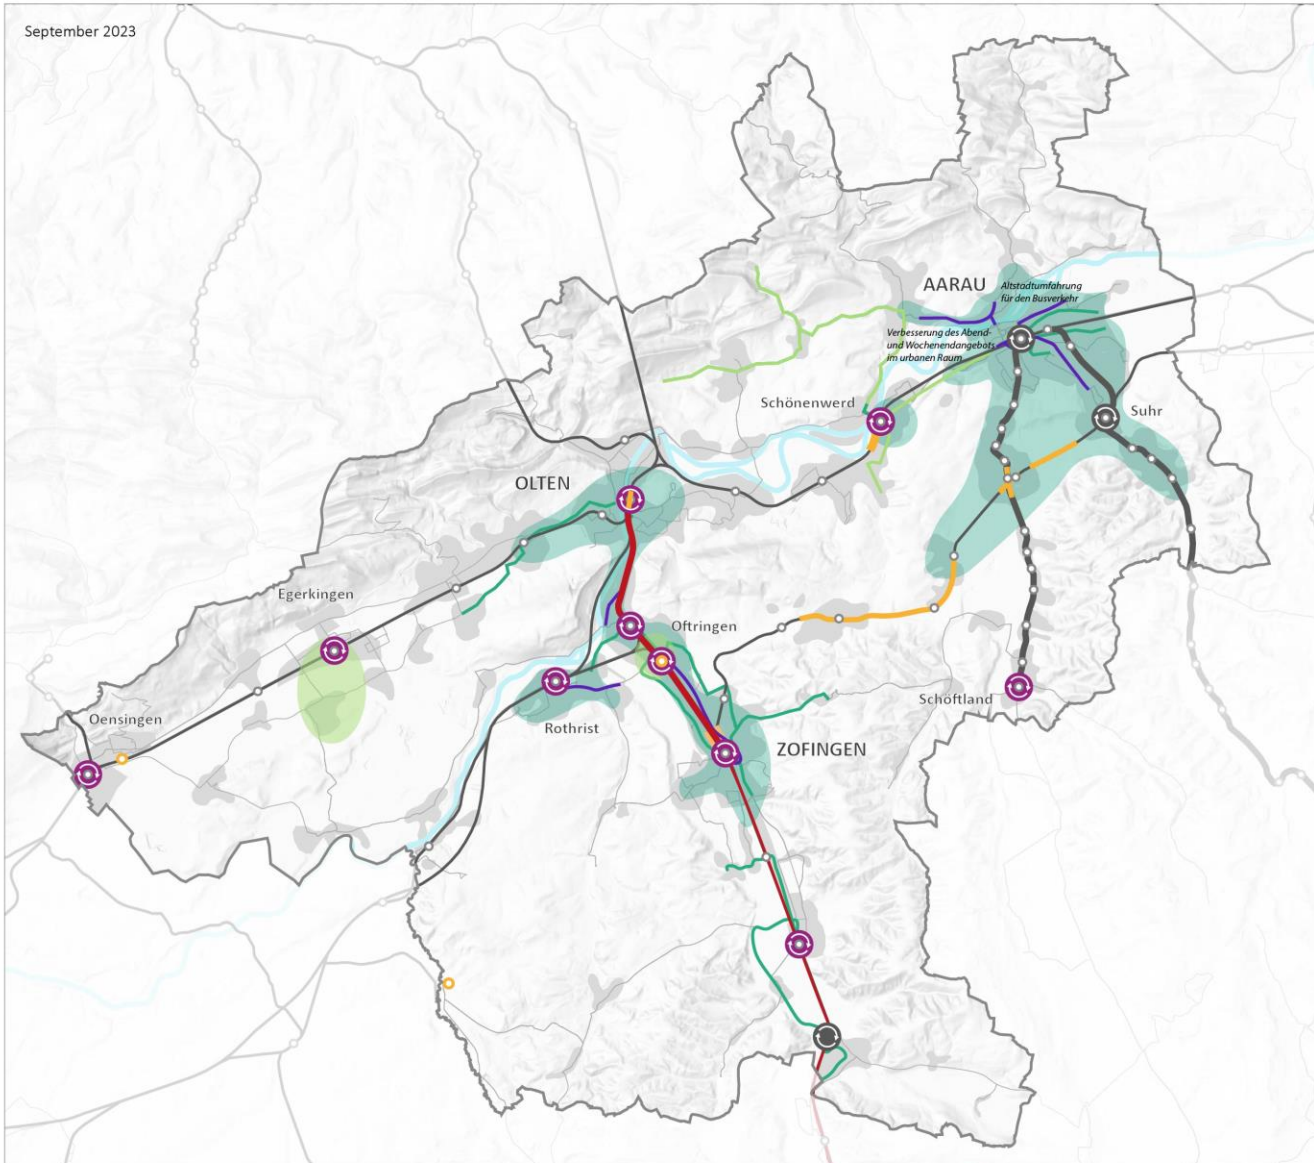 September 2023
AARAU
Altstadtumfahrung
für den Busverkehr
Verbesserung des Abend-
und Wochenendangebots
im urbanen Raum
Schönenwerd
Suhr
OLTEN
Egerkingen
Oftringen
Oensingen
Rothrist
Schöftland
ZOFINGEN